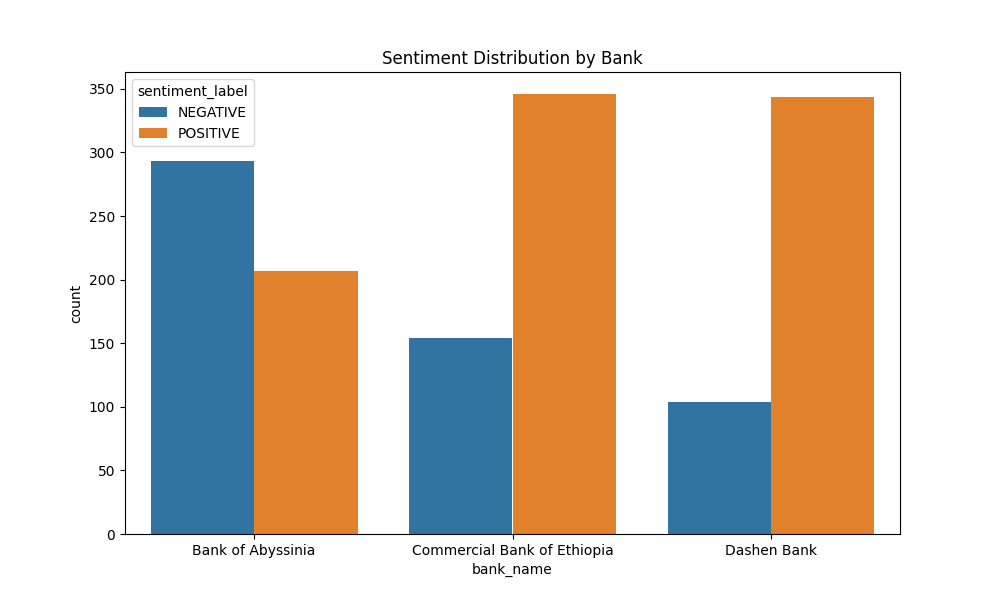 Sentiment Distribution by Bank
sentiment_label
NEGATIVE
POSITIVE
350
300
250
200
150
100
50
0
count
Bank of Abyssinia
Commercial Bank of Ethiopia
Dashen Bank
bank_name